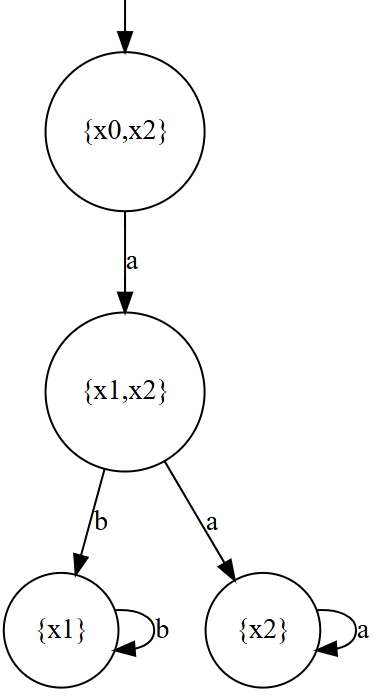 {x0,x2}
a
{x1,x2}
b a
{x1} b {x2} a